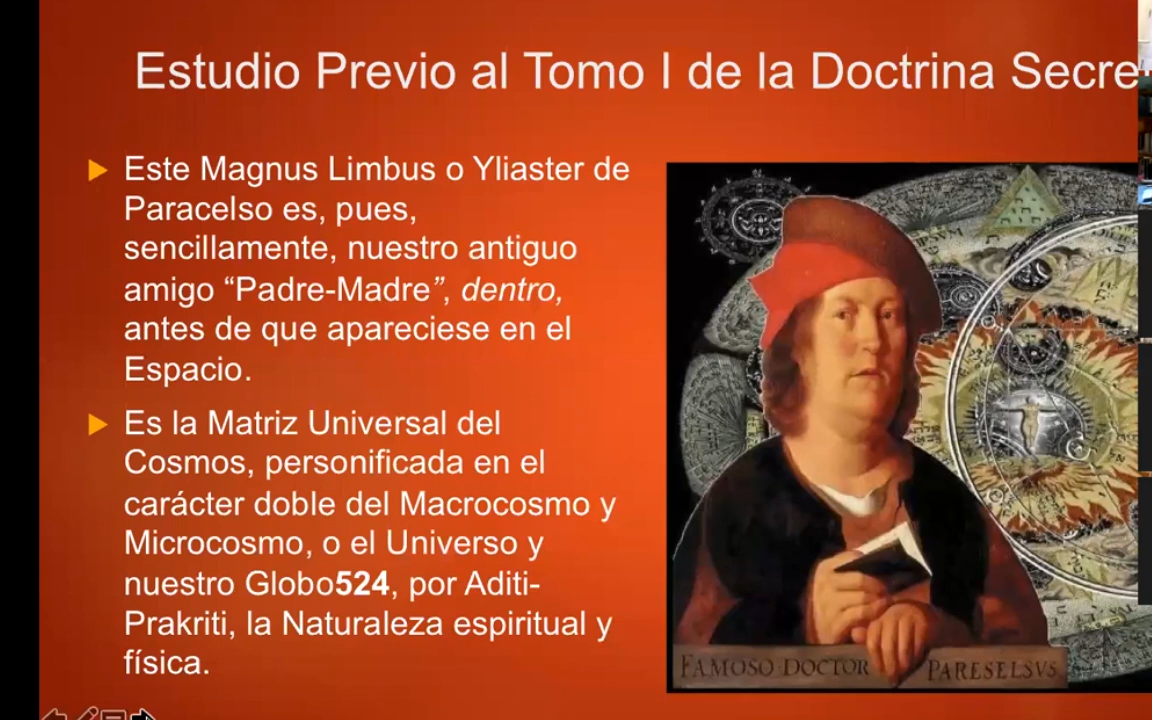 Estudio Previo al Tomo I de la Doctrina Secre
Este Magnus Limbus o Yliaster de
Paracelso es, pues,
sencillamente, nuestro antiguo
amigo “Padre-Madre”, dentro,
antes de que apareciese en el
Espacio.
Es la Matriz Universal del
Cosmos, personificada en el
carácter doble del Macrocosmo y
Microcosmo, o el Universo y
nuestro Globo524, por Aditi-
Prakriti, la Naturaleza espiritual y
física.
FAMOSO DOCTOR PARESELSVS